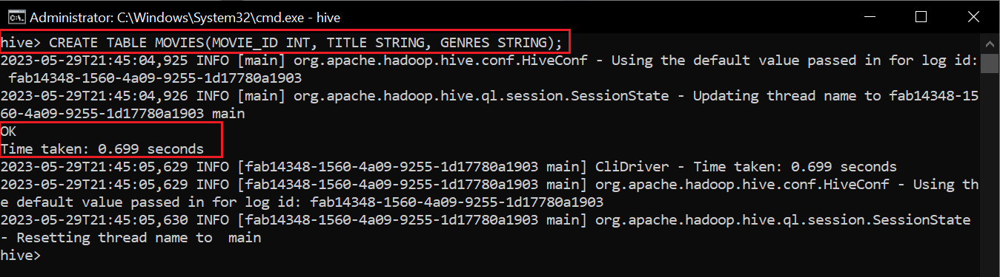 Administrator: C:\Windows\System32\cmd.exe - hive
hive> CREATE TABLE MOVIES(MOVIE_ID INT, TITLE STRING, GENRES STRING);
2023-05-29T21:45:04,925 INFO [main] org.apache.hadoop.hive.conf.HiveConf - Using the default value passed in for log id:
 fab14348-1560-4a09-9255-1d17780a1903
2023-05-29T21:45:04,926 INFO [main] org.apache.hadoop.hive.ql.session.SessionState - Updating thread name to fab14348-15
60-4a09-9255-1d17780a1903 main
OK
Time taken: 0.699 seconds
2023-05-29T21:45:05,629 INFO [fab14348-1560-4a09-9255-1d17780a1903 main] CliDriver - Time taken: 0.699 seconds
2023-05-29T21:45:05,629 INFO [fab14348-1560-4a09-9255-1d17780a1903 main] org.apache.hadoop.hive.conf.HiveConf - Using th
e default value passed in for log id: fab14348-1560-4a09-9255-1d17780a1903
2023-05-29T21:45:05,630 INFO [fab14348-1560-4a09-9255-1d17780a1903 main] org.apache.hadoop.hive.ql.session.SessionState
- Resetting thread name to  main
hive>